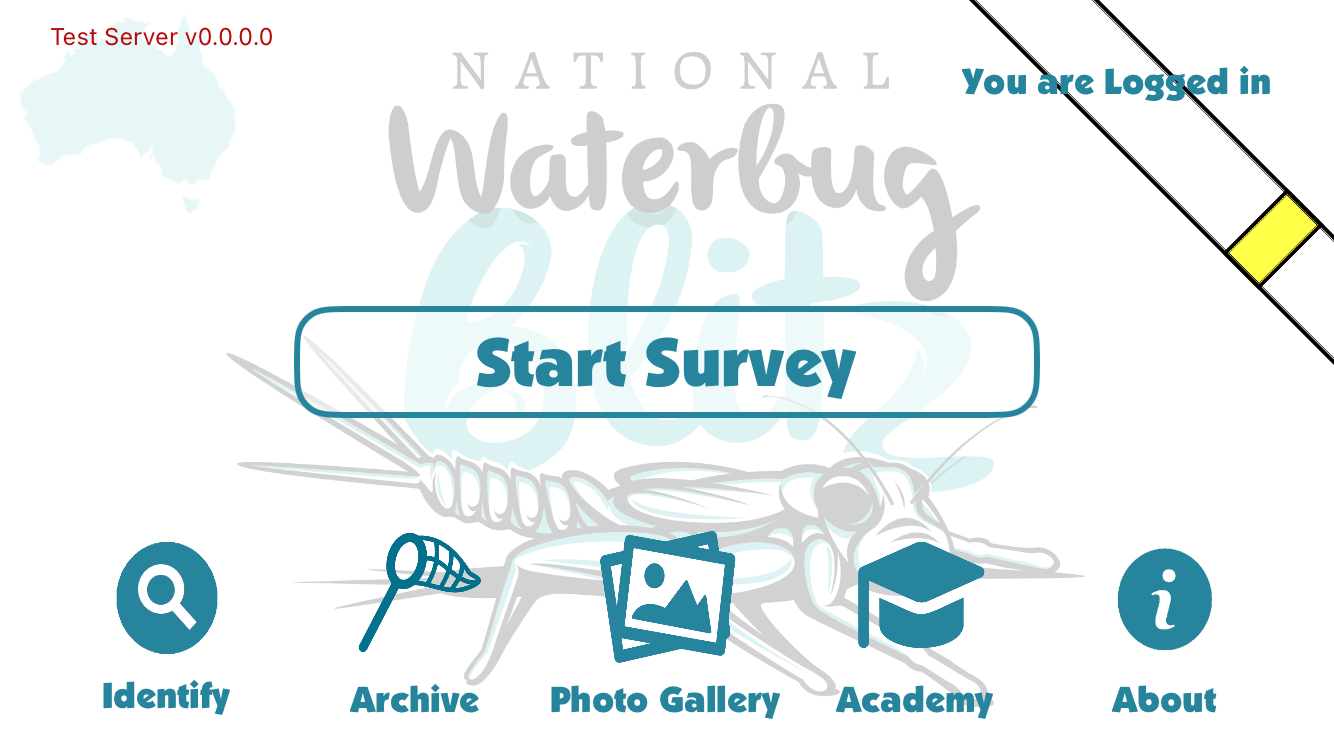 Test Server v0.0.0.0
NATIONAL
You are Logged in
Waterbug
Blitz
Start Survey
Identify
Archive
Photo Gallery
Academy
About